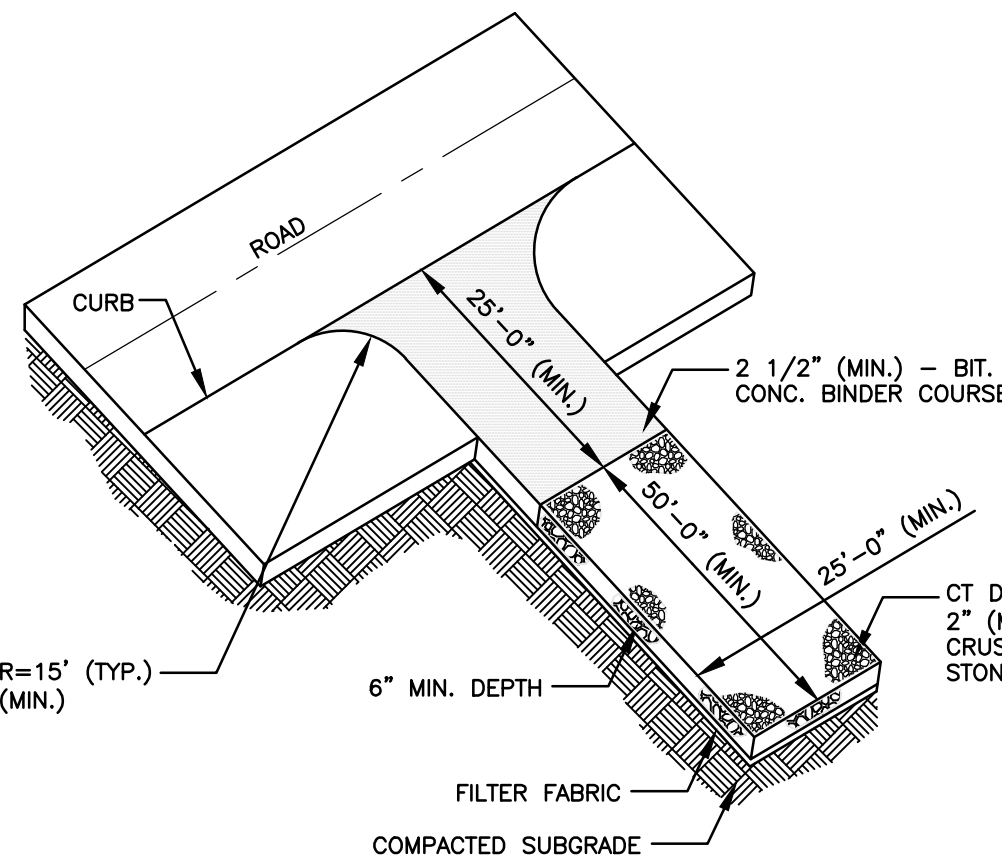 ROAD
CURB
25'-0" (MIN.)
2 1/2" (MIN.) – BIT.
CONC. BINDER COURSE
50'-0" (MIN.)
25'-0" (MIN.)
CT
2"
STON
R=15' (TYP.)
(MIN.)
6" MIN. DEPTH
FILTER FABRIC
COMPACTED SUBGRADE